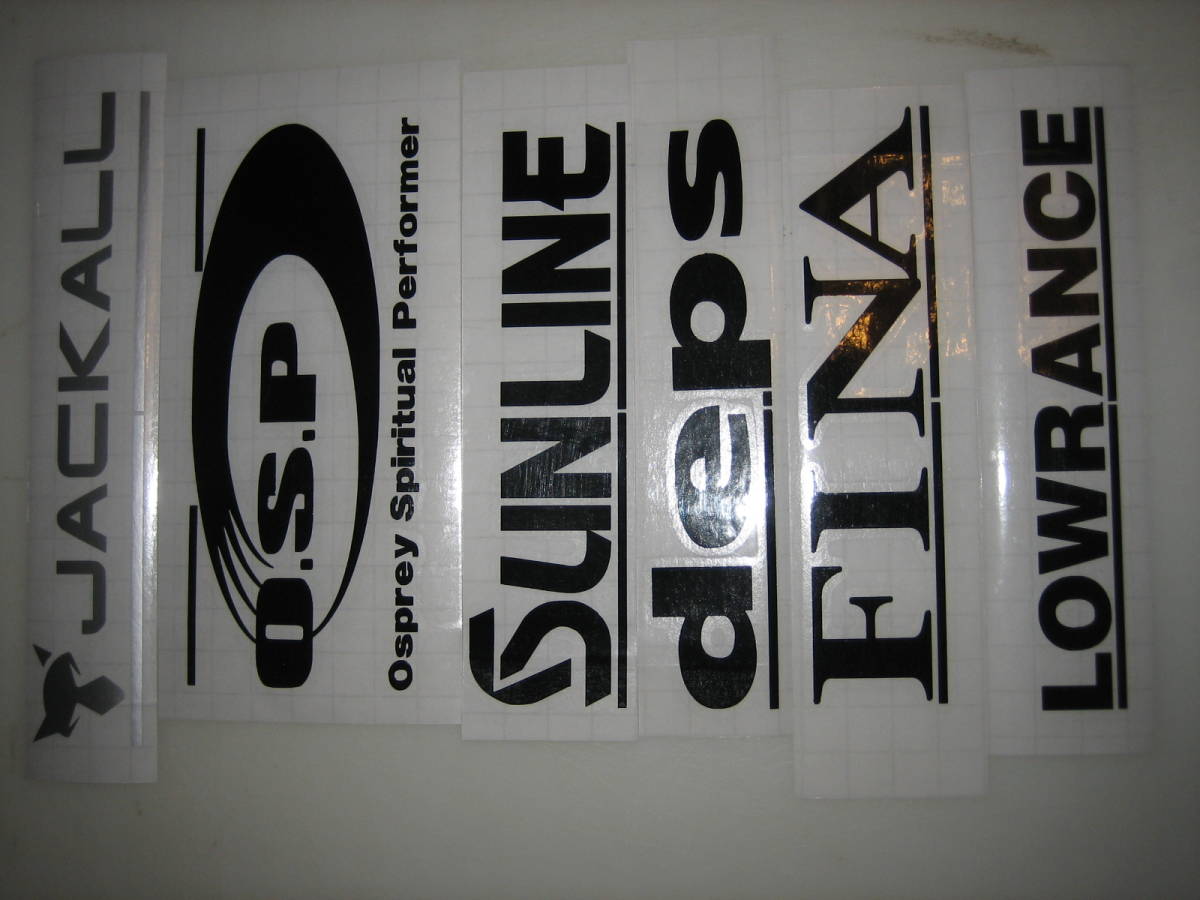 JACKALL
O.S.P
Osprey Spiritual Performer
SUNLINE
deps
FINA
LOWRANCE